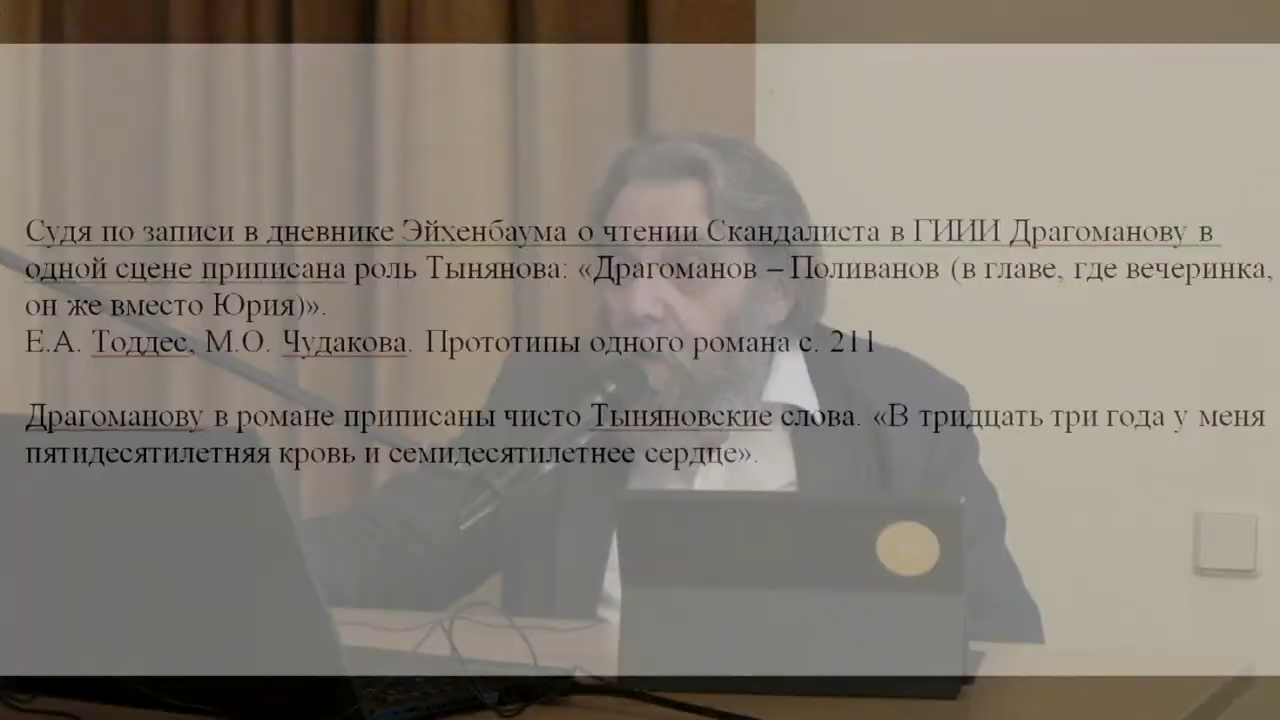 Судя по записи в дневнике Эйхенбаума о чтении Скандалиста в ГИИИ Драгоманову в
одной сцене приписана роль Тынянова: «Драгоманов – Поливанов (в главе, где вечеринка,
он же вместо Юрия)».
Е.А. Тоддес, М.О. Чудакова. Прототипы одного романа с. 211
Драгоманову в романе приписаны чисто Тыняновские слова. «В тридцать три года у меня
пятидесятилетняя кровь и семидесятилетнее сердце».